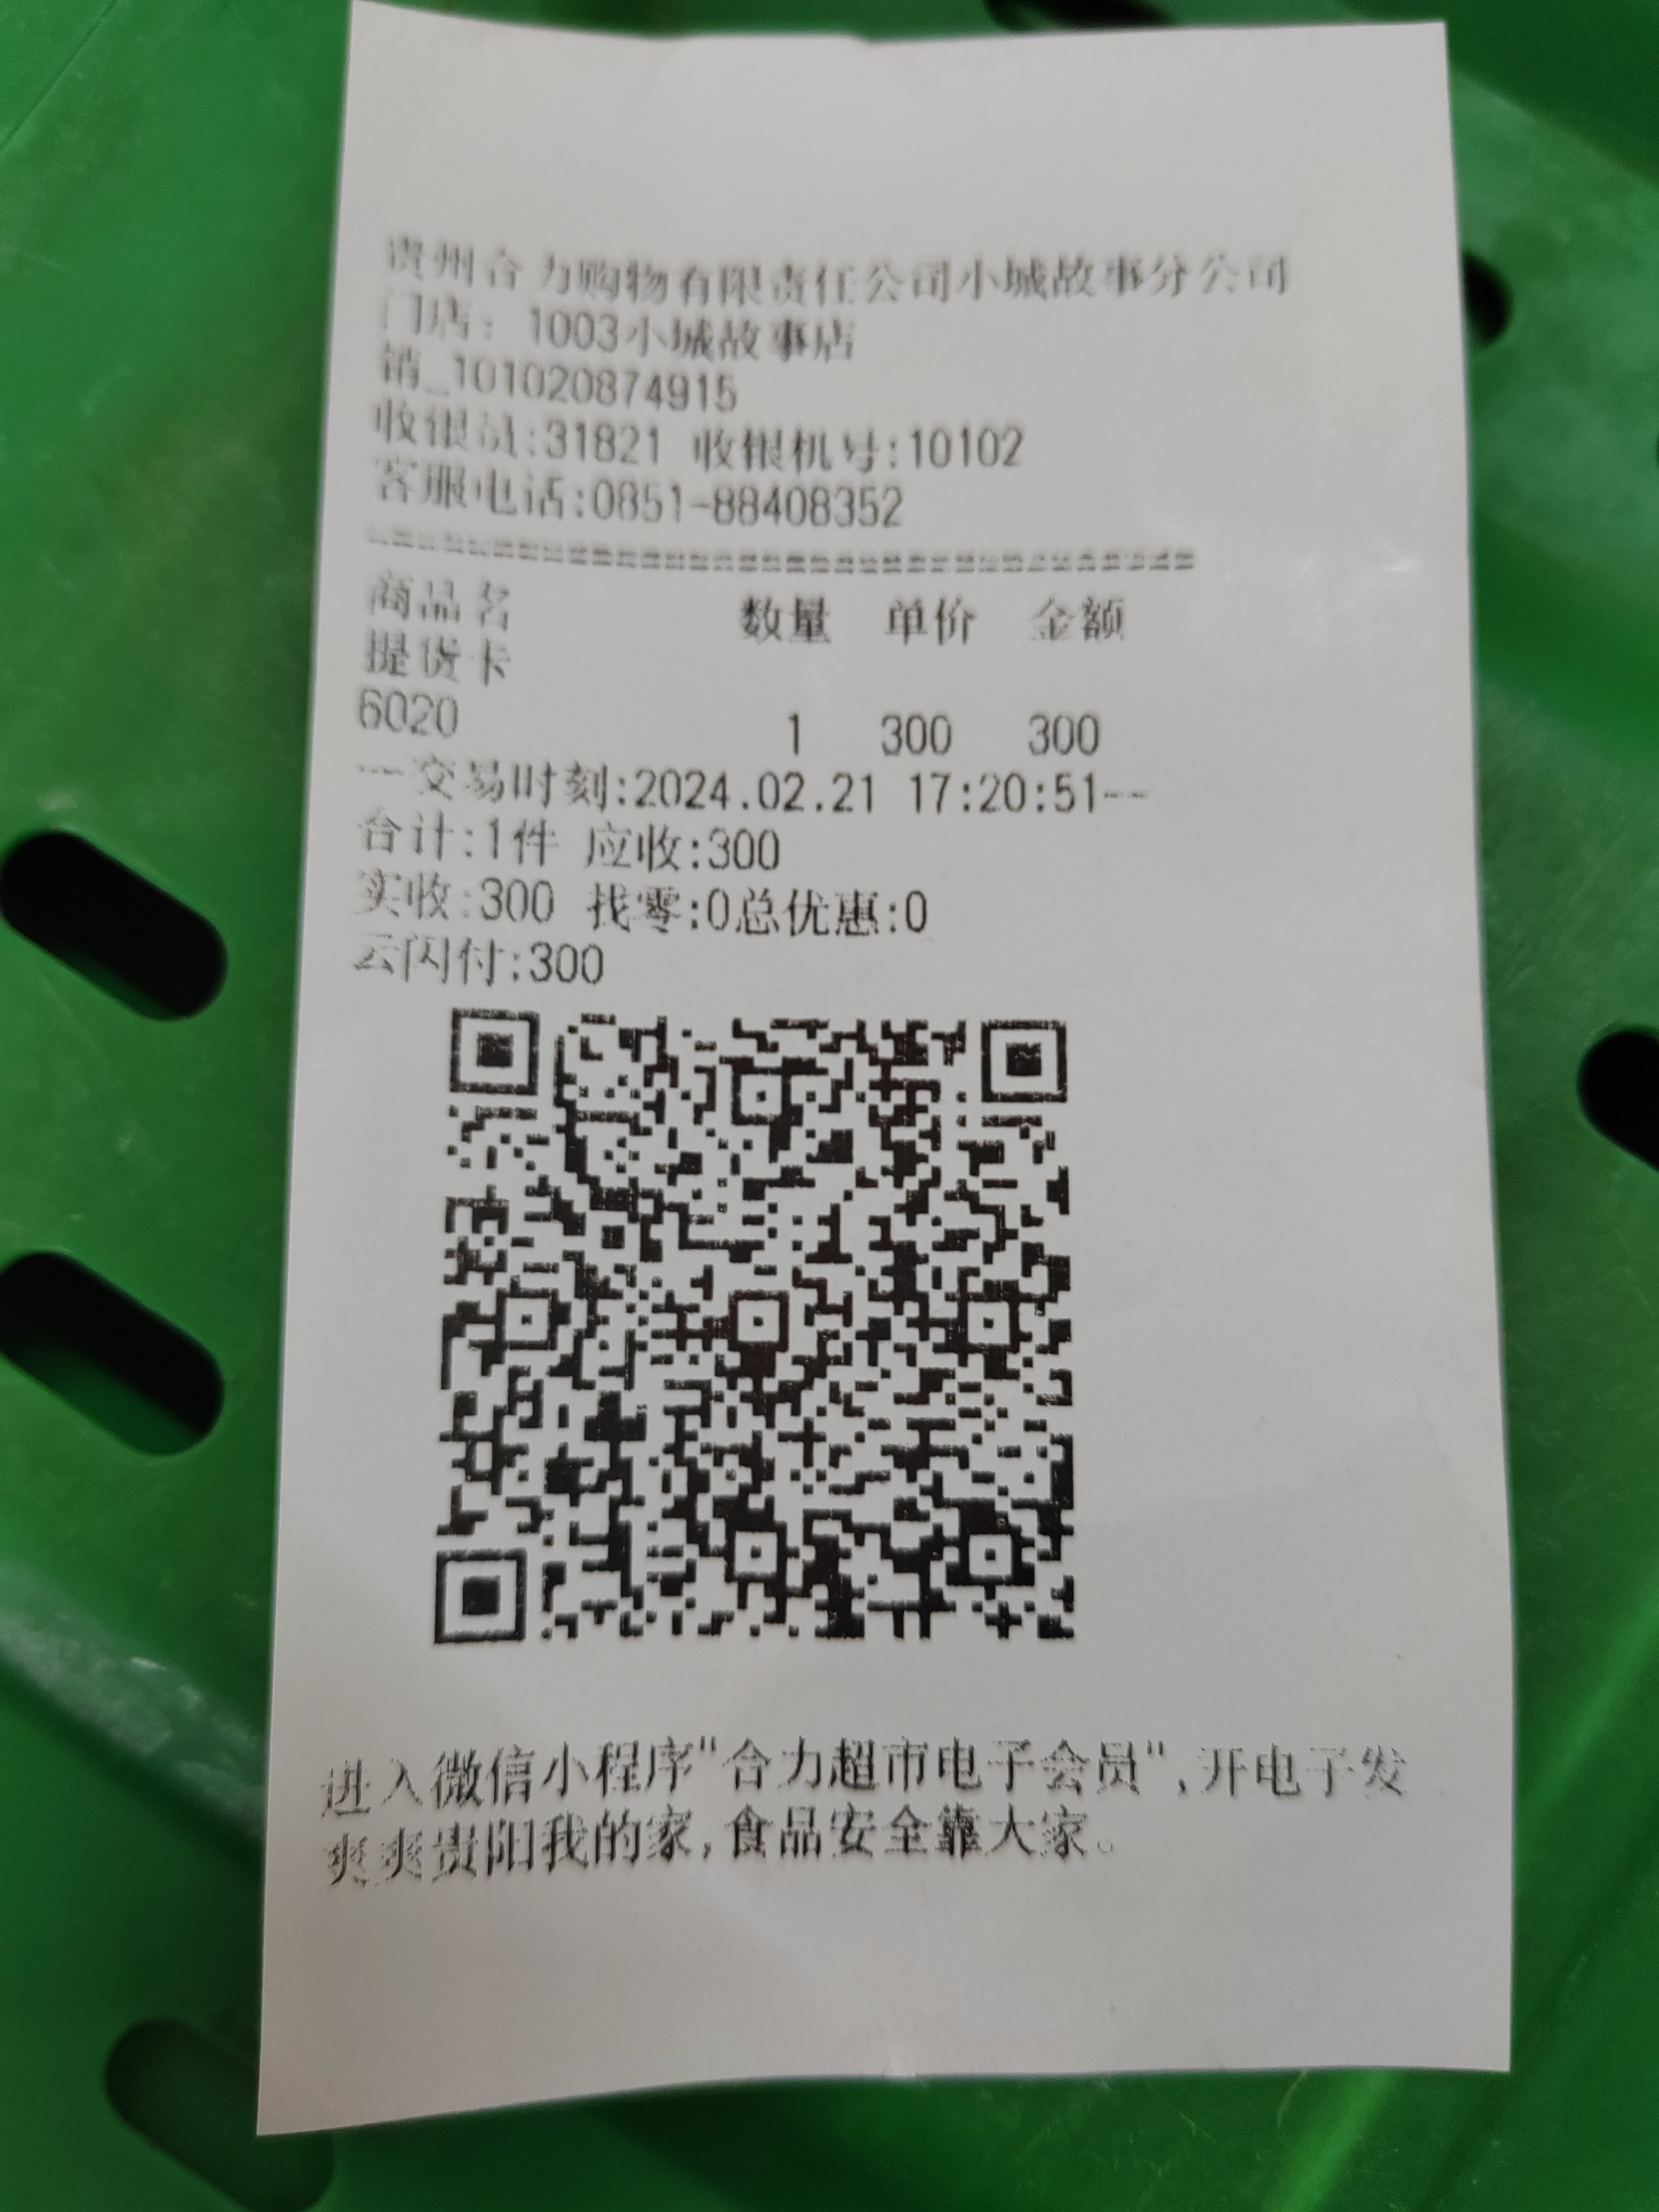 贵州合力购物有限责任公司小城故事分公司
门店：1003小城故事店
销_101020874915
收银员:31821 收银机号:10102
客服电话:0851-88408352
==================================
商品名 数量 单价 金额
提货卡
6020 1 300 300
--交易时刻:2024.02.21 17:20:51--
合计:1件 应收:300
实收:300 找零:0总优惠:0
云闪付:300
进入微信小程序"合力超市电子会员",开电子发
爽爽贵阳我的家,食品安全靠大家。